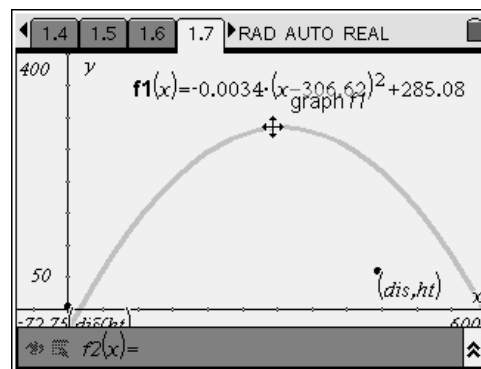 1.4 1.5 1.6 1.7 RAD AUTO REAL
400 y
f1(x)=-0.0034·(x-306.62)²+285.08
graph f1
50
(dis,ht)
x
-72.75 600
f2(x)=